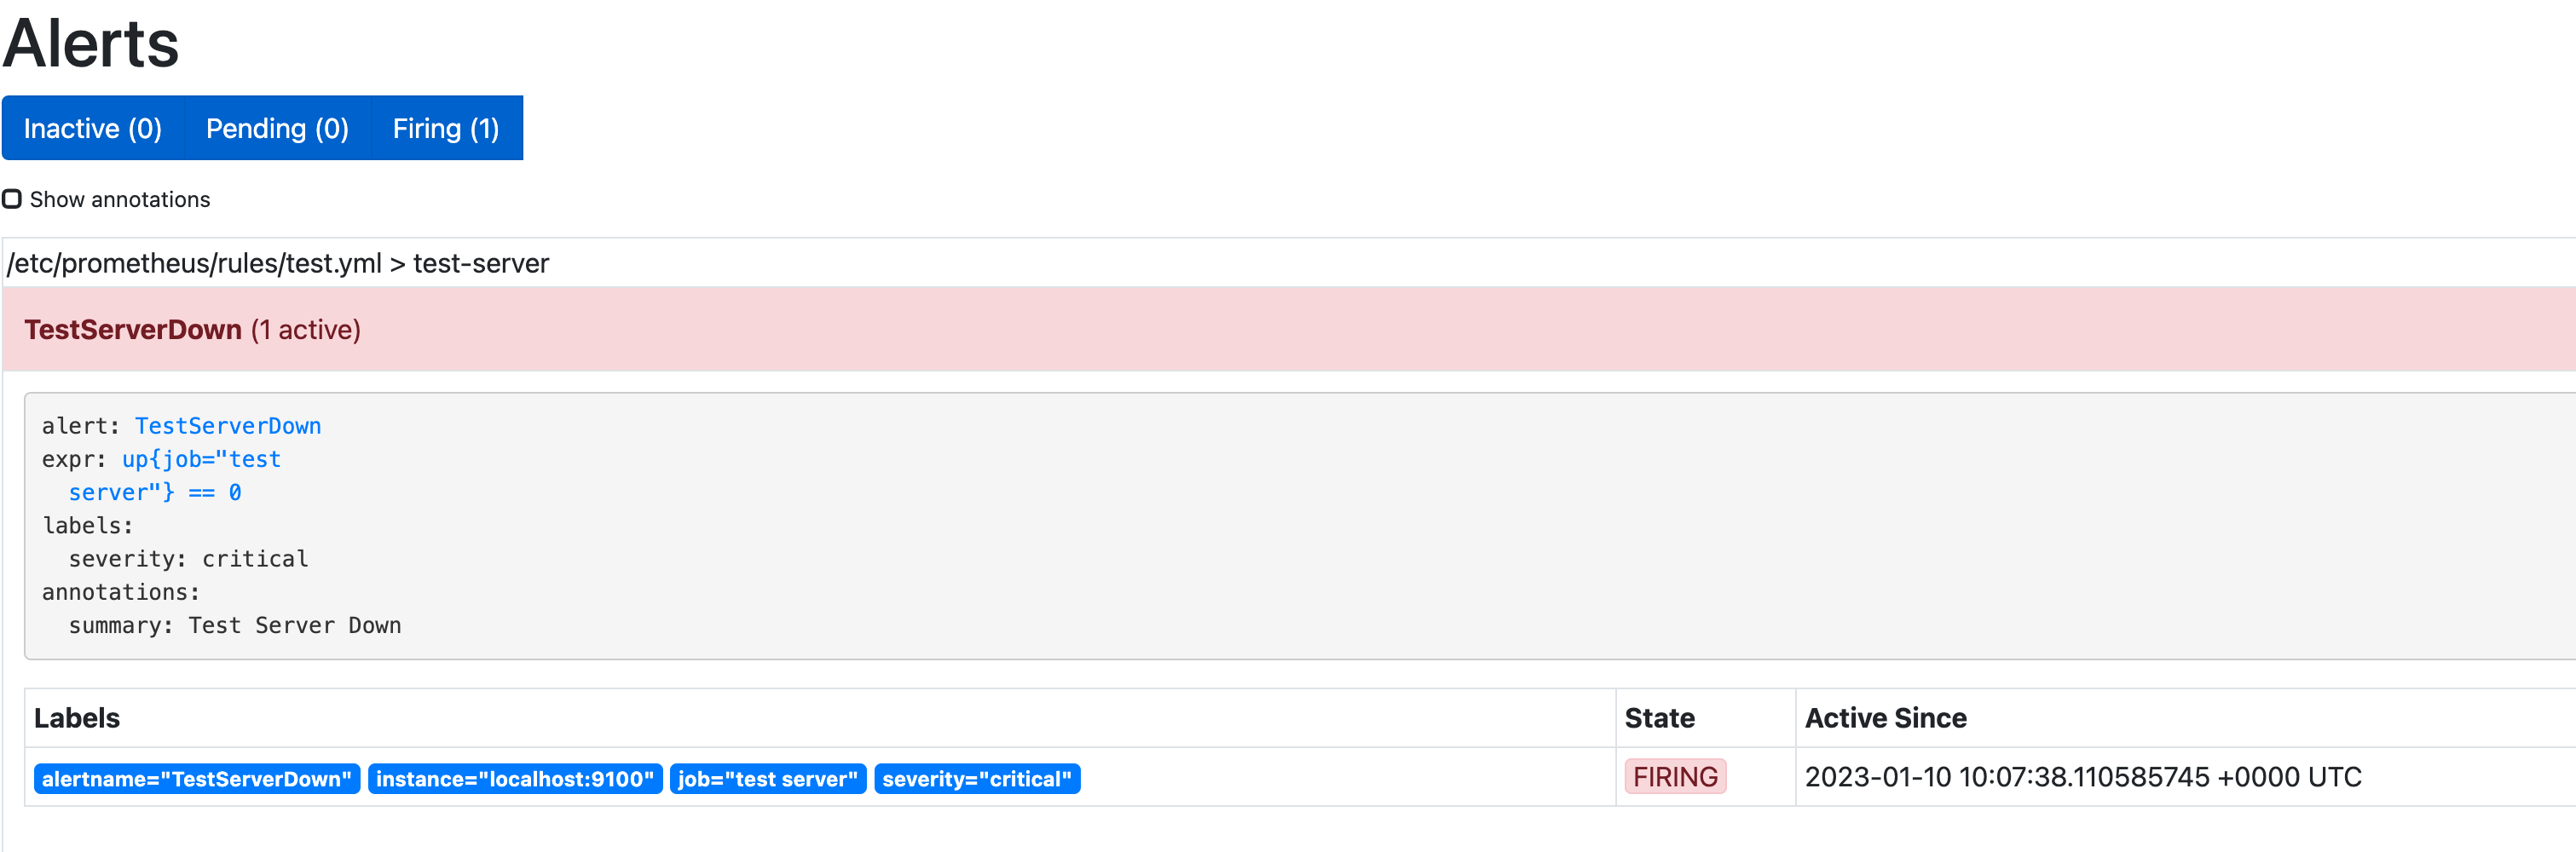 Alerts
Inactive (0) Pending (0) Firing (1)
Show annotations
/etc/prometheus/rules/test.yml > test-server
TestServerDown (1 active)
alert: TestServerDown
expr: up{job="test
server"} == 0
labels:
severity: critical
annotations:
summary: Test Server Down
Labels State Active Since
alertname="TestServerDown" instance="localhost:9100" job="test server" severity="critical" FIRING 2023-01-10 10:07:38.110585745 +0000 UTC